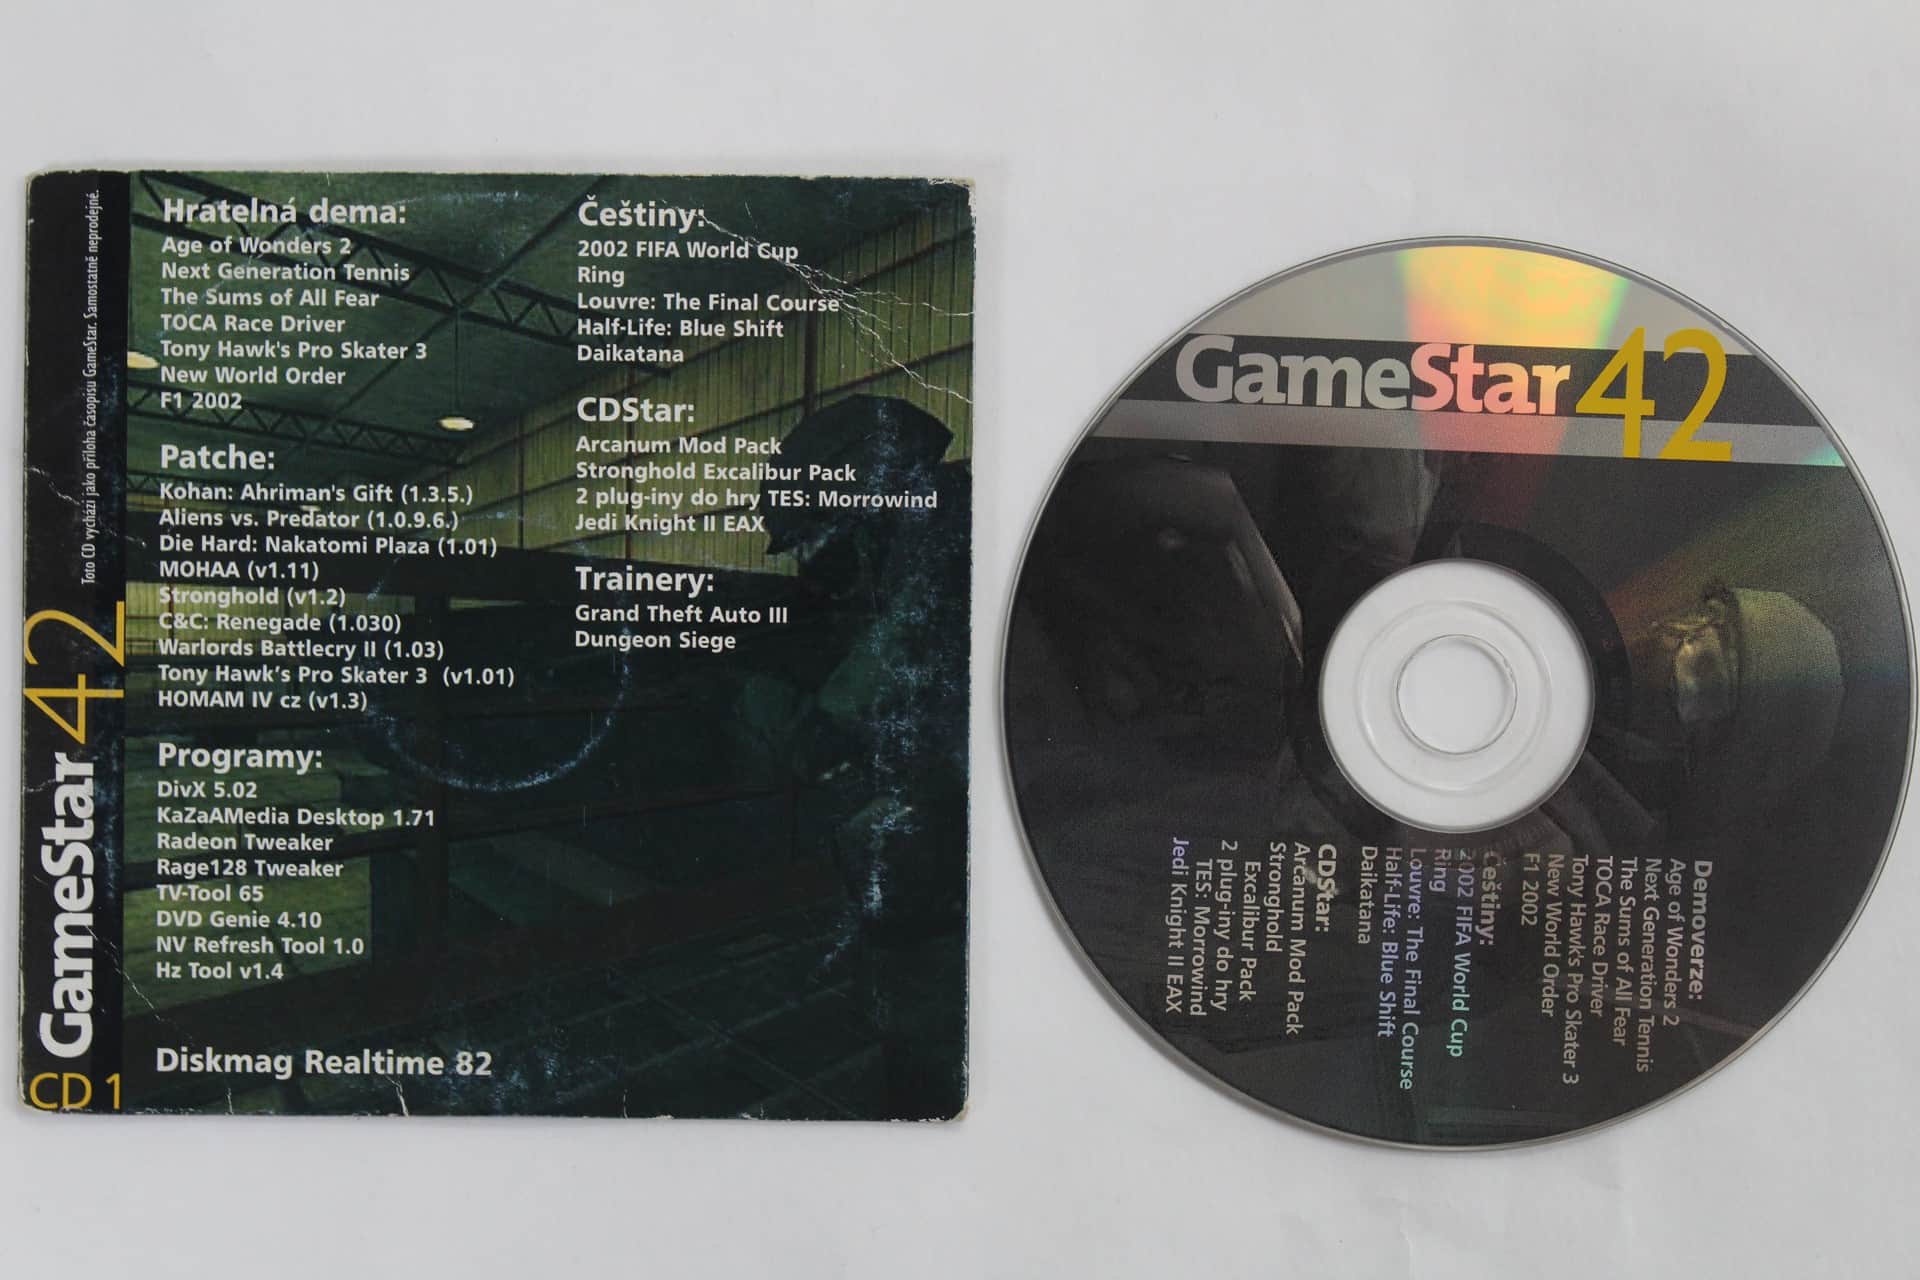 Toto CD vychází jako příloha časopisu GameStar. Samostatně neprodejné.
GameStar 42
CD 1
Hratelná dema:
Age of Wonders 2
Next Generation Tennis
The Sums of All Fear
TOCA Race Driver
Tony Hawk's Pro Skater 3
New World Order
F1 2002
Patche:
Kohan: Ahriman's Gift (1.3.5.)
Aliens vs. Predator (1.0.9.6.)
Die Hard: Nakatomi Plaza (1.01)
MOHAA (v1.11)
Stronghold (v1.2)
C&C: Renegade (1.030)
Warlords Battlecry II (1.03)
Tony Hawk's Pro Skater 3 (v1.01)
HOMAM IV cz (v1.3)
Programy:
DivX 5.02
KaZaAMedia Desktop 1.71
Radeon Tweaker
Rage128 Tweaker
TV-Tool 65
DVD Genie 4.10
NV Refresh Tool 1.0
Hz Tool v1.4
Diskmag Realtime 82
Češtiny:
2002 FIFA World Cup
Ring
Louvre: The Final Course
Half-Life: Blue Shift
Daikatana
CDStar:
Arcanum Mod Pack
Stronghold Excalibur Pack
2 plug-iny do hry TES: Morrowind
Jedi Knight II EAX
Trainery:
Grand Theft Auto III
Dungeon Siege
GameStar 42
Demoverze:
Age of Wonders 2
Next Generation Tennis
The Sums of All Fear
TOCA Race Driver
Tony Hawk's Pro Skater 3
New World Order
F1 2002
Češtiny:
2002 FIFA World Cup
Ring
Louvre: The Final Course
Half-Life: Blue Shift
Daikatana
CDStar:
Arcanum Mod Pack
Stronghold
Excalibur Pack
2 plug-iny do hry
TES: Morrowind
Jedi Knight II EAX